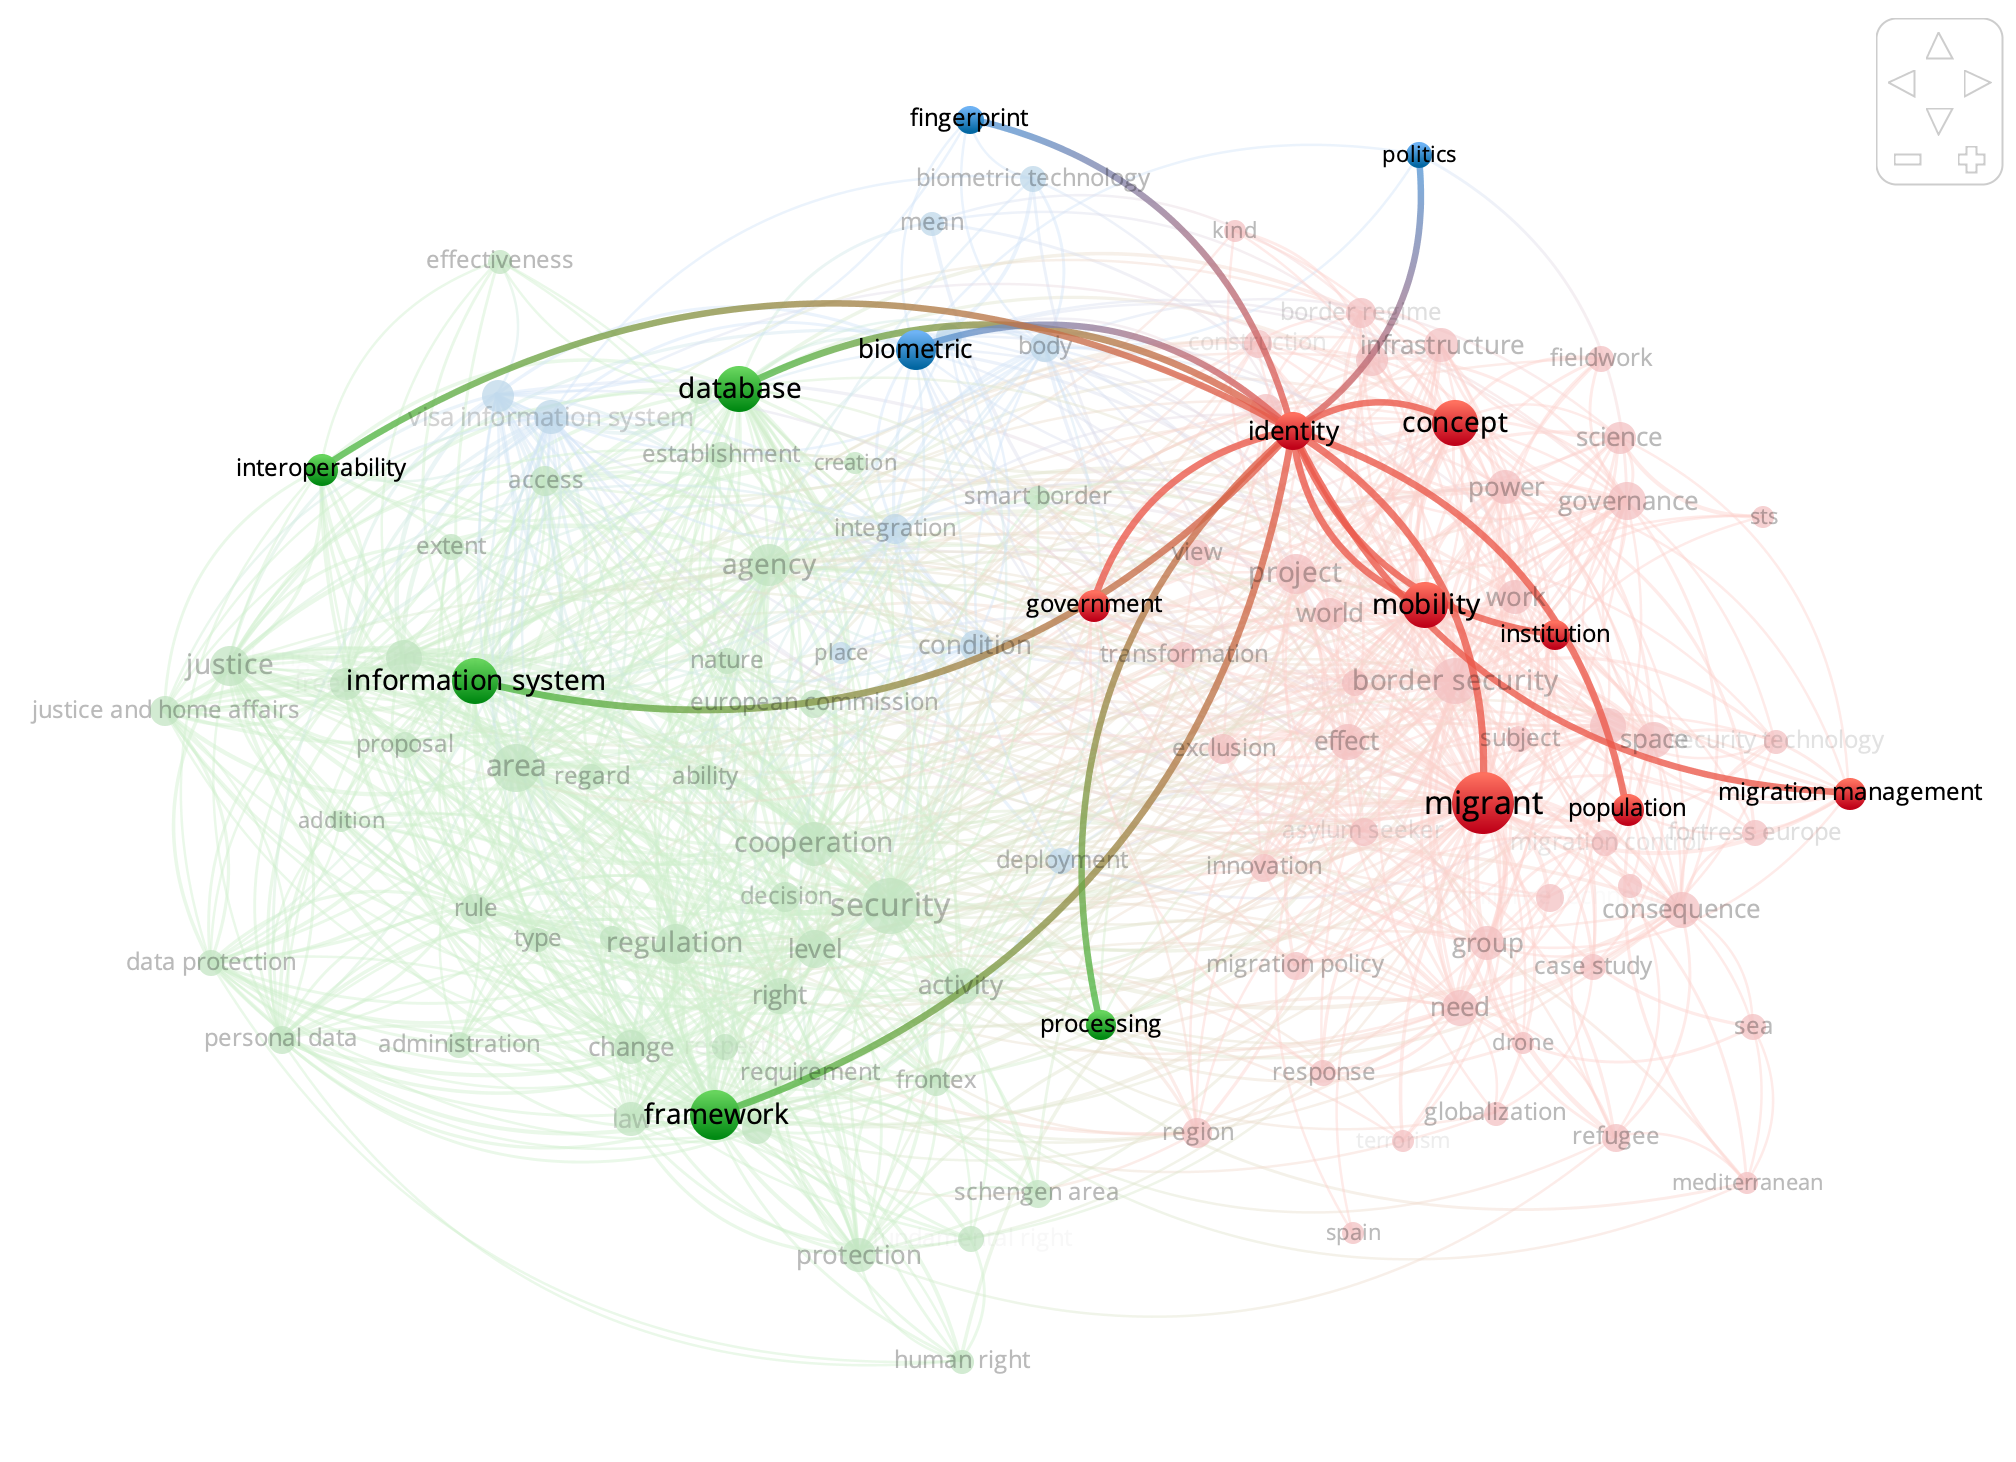 fingerprint
politics
biometric technology
mean
kind
effectiveness
border regime
construction
infrastructure
body
biometric
fieldwork
database
visa information system
concept
identity
science
establishment
creation
interoperability
access
smart border
power
governance
sts
integration
extent
view
agency
project
work
government
mobility
world
institution
condition
place
transformation
nature
justice
information system
border security
european commission
justice and home affairs
proposal
exclusion
effect
subject
space
security technology
area
regard
ability
migration management
migrant
population
addition
asylum seeker
fortress europe
migration control
cooperation
deployment
innovation
decision
security
rule
consequence
type
regulation
level
group
data protection
migration policy
case study
activity
right
need
processing
sea
personal data
administration
change
drone
requirement
frontex
response
law
framework
globalization
region
terrorism
refugee
schengen area
mediterranean
spain
protection
human right